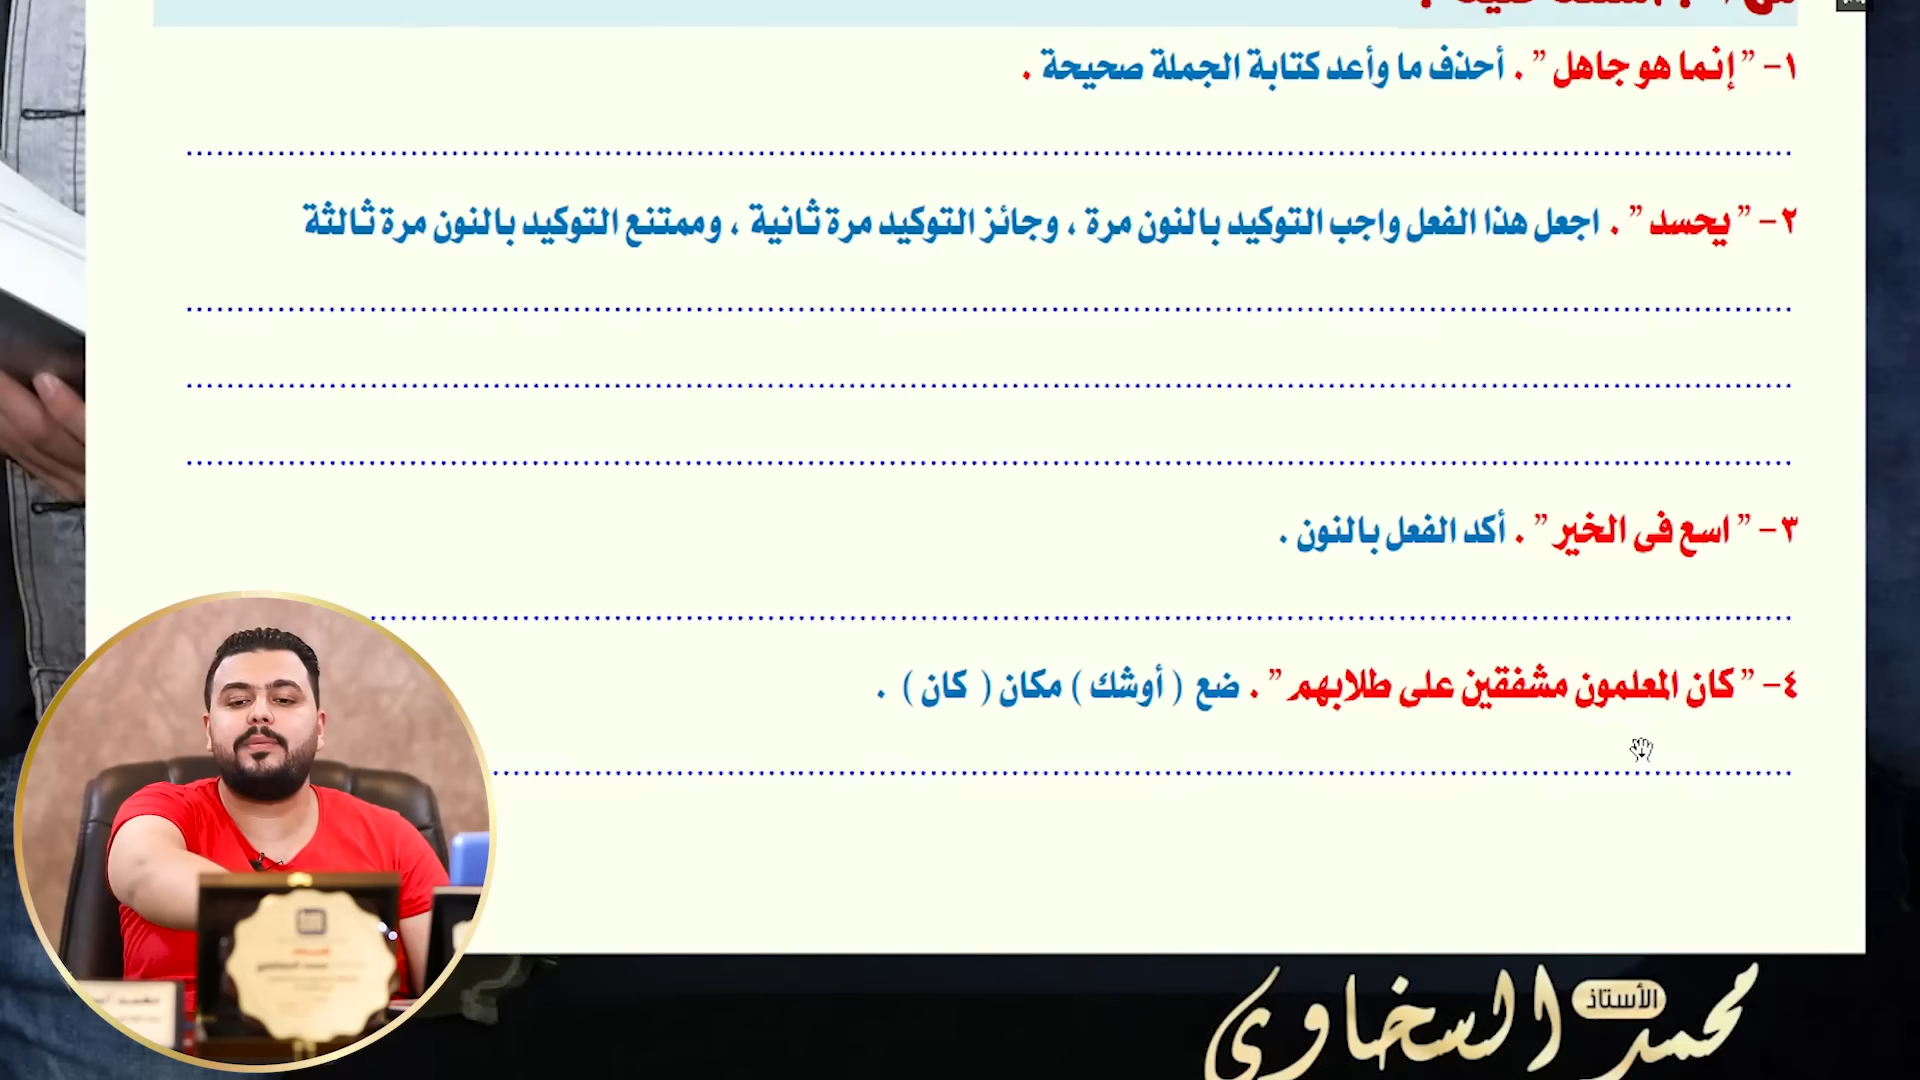 ١- " إنما هو جاهل " . أحذف ما وأعد كتابة الجملة صحيحة .
٢- " يحسد " . اجعل هذا الفعل واجب التوكيد بالنون مرة ، وجائز التوكيد مرة ثانية ، وممتنع التوكيد بالنون مرة ثالثة
٣- " اسع فى الخير " . أكد الفعل بالنون .
٤- " كان المعلمون مشفقين على طلابهم " . ضع ( أوشك ) مكان ( كان ) .
الأستاذ
محمد السخاوي